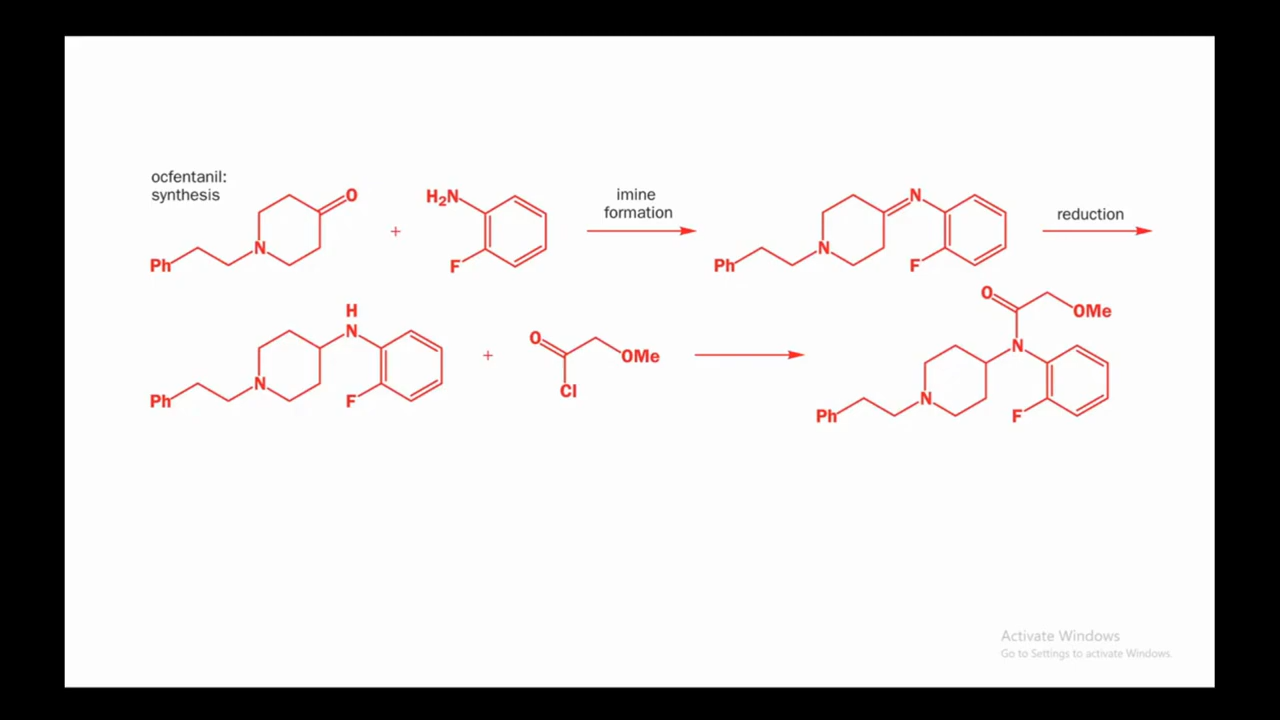 ocfentanil:
synthesis
O
H₂N
imine
formation
N
reduction
+
N
Ph
F
N
Ph
F
H
N
O
OMe
N
Ph
F
+
O
OMe
Cl
N
N
Ph
F
Activate Windows
Go to Settings to activate Windows.